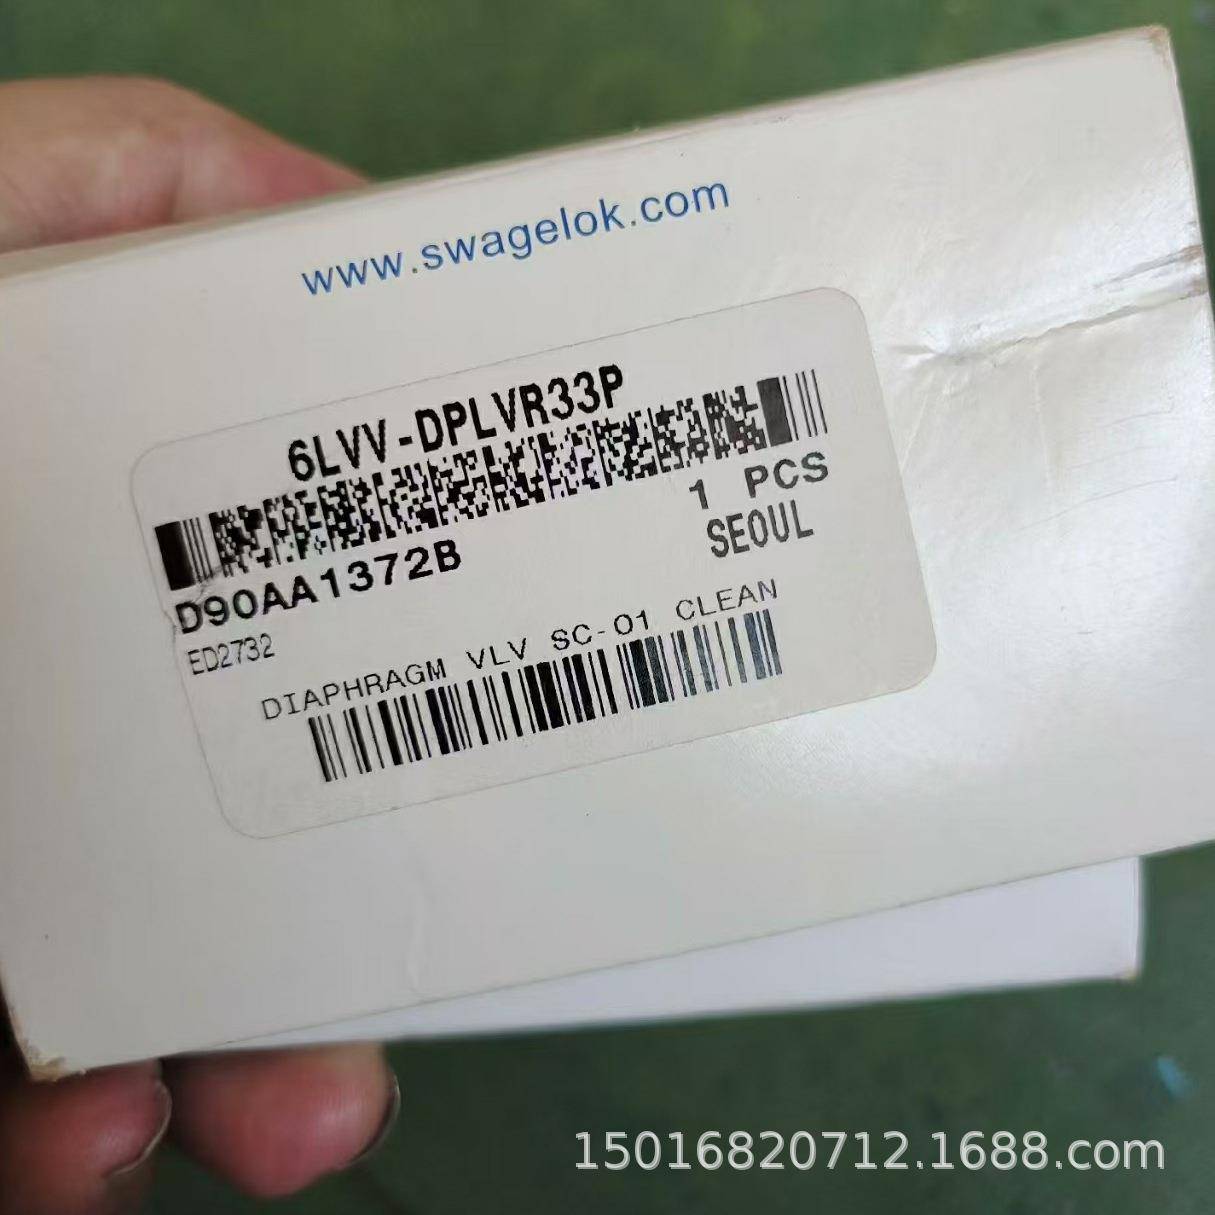 www.swagelok.com
6LVV-DPLVR33P
1 PCS
D90AA1372B
SEOUL
ED2732
DIAPHRAGM VLV SC-01 CLEAN
15016820712.1688.com